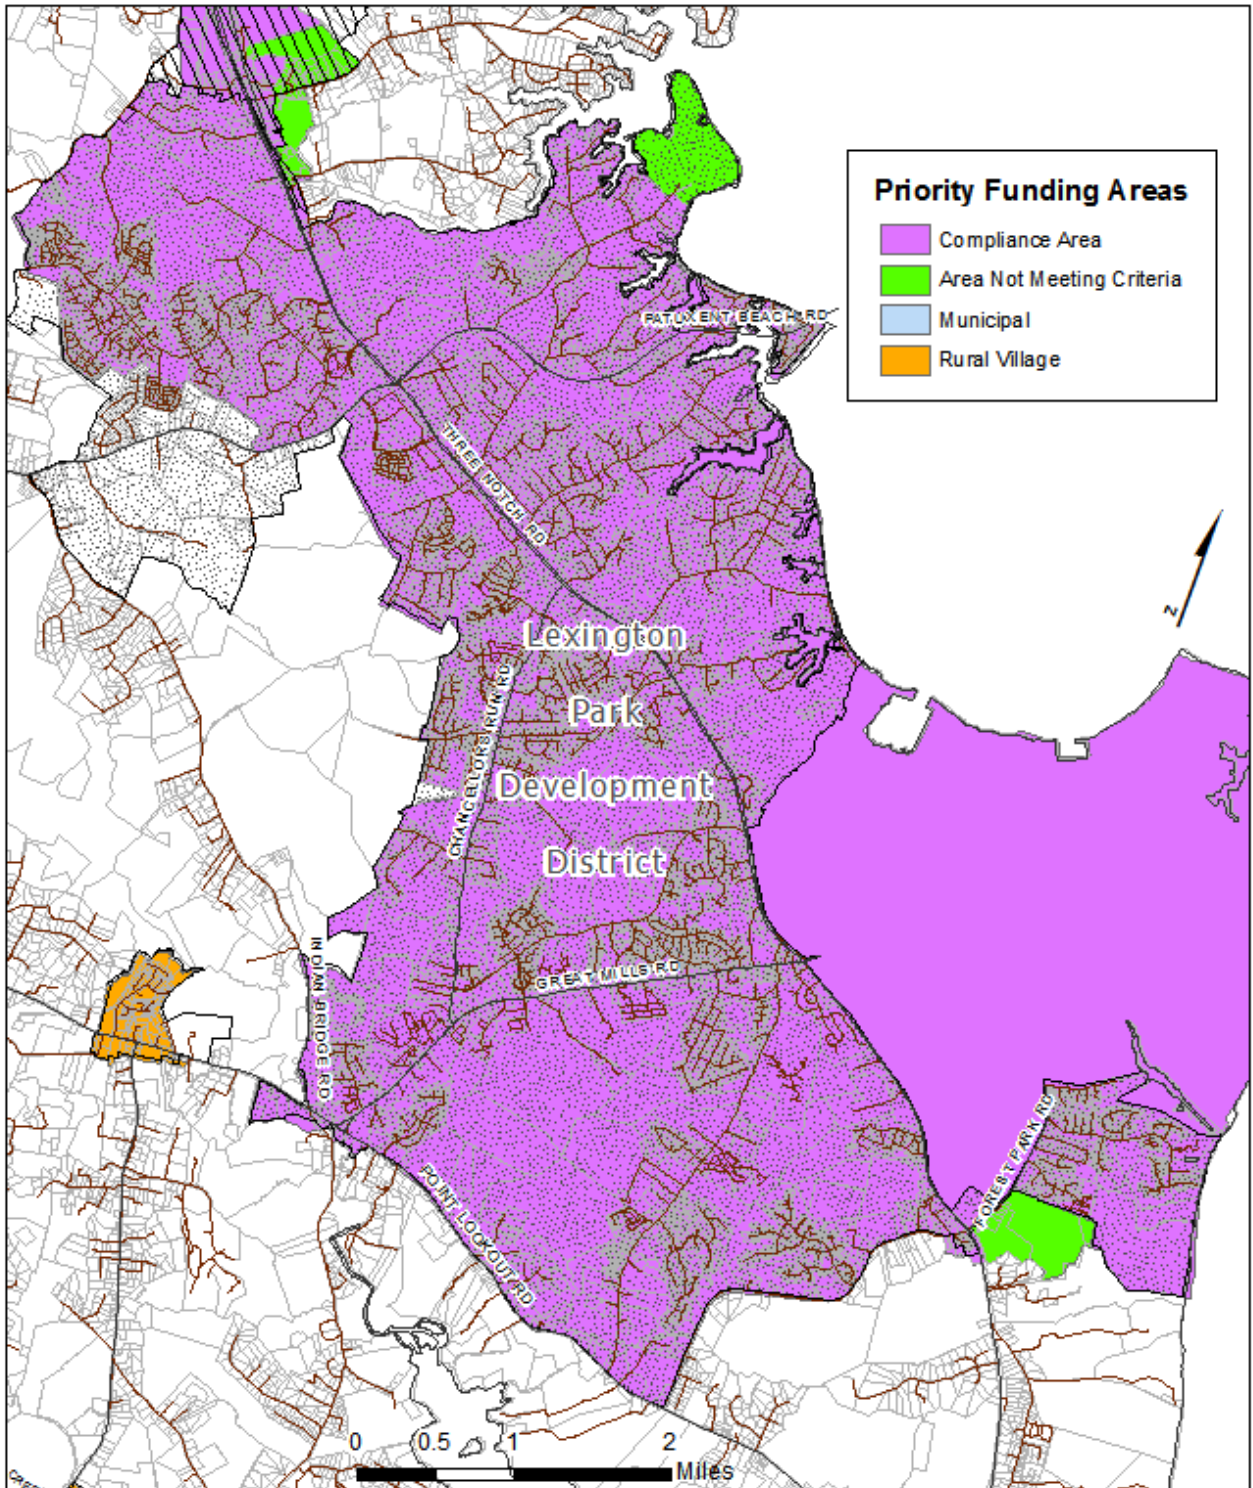 Priority Funding Areas
Compliance Area
Area Not Meeting Criteria
Municipal
Rural Village
PATUXENT BEACH RD
THREE NOTCH RD
N
Lexington
Park
Development
District
CHANCELLORS RUN RD
GREAT MILLS RD
INDIAN BRIDGE RD
FOREST PARK RD
POINT LOOKOUT RD
0 0.5 1 2
Miles